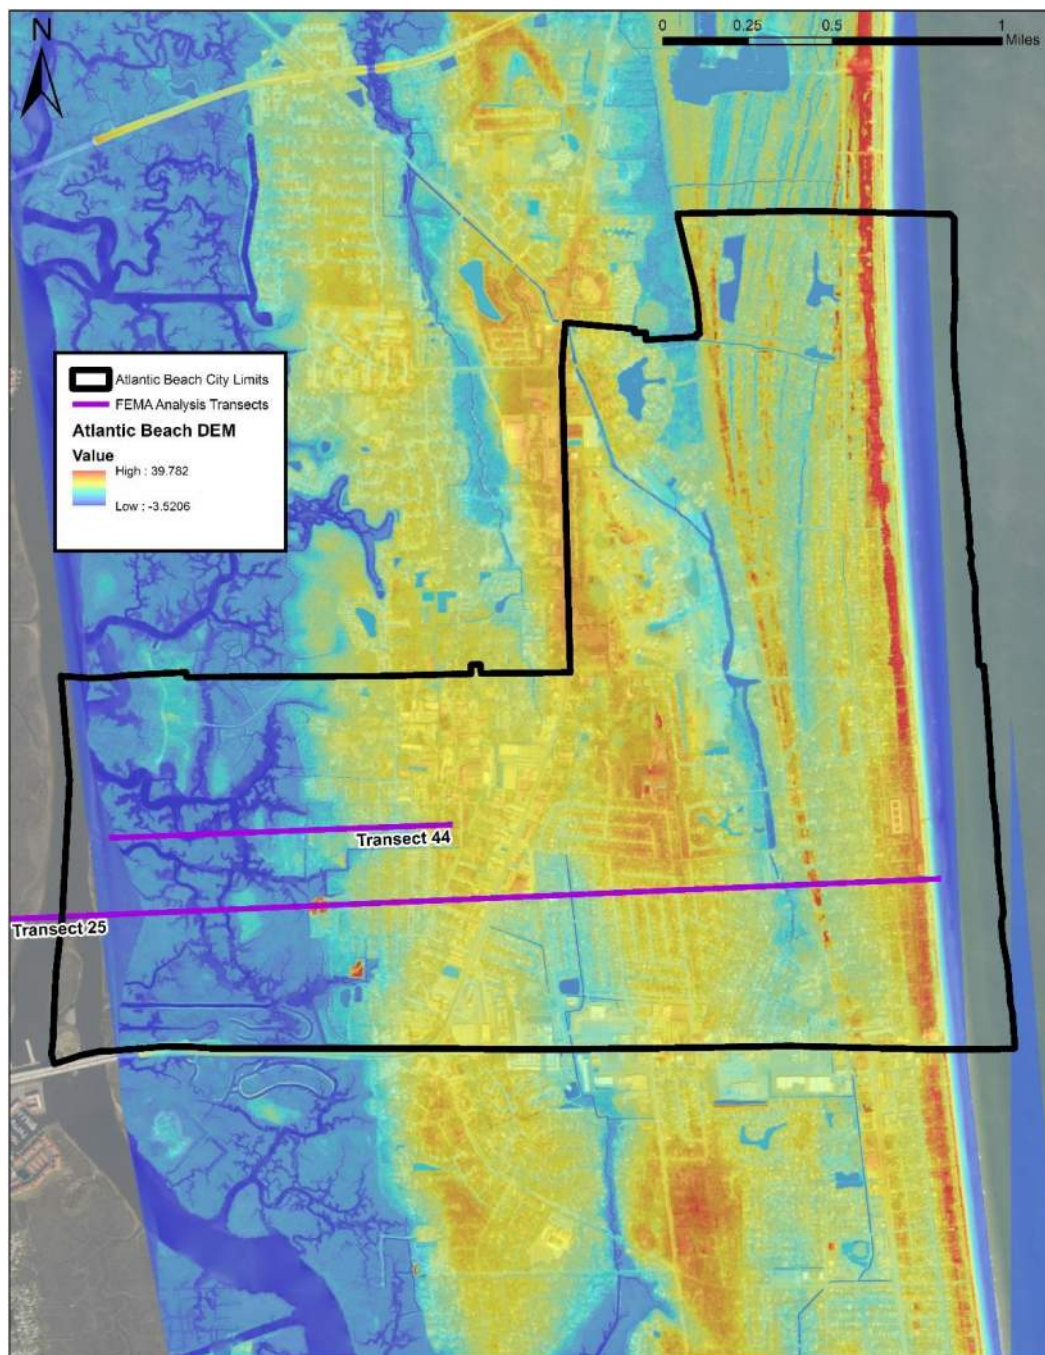 N
0 0.25 0.5 1
Miles
Atlantic Beach City Limits
FEMA Analysis Transects
Atlantic Beach DEM
Value
High : 39.782
Low : -3.5206
Transect 44
Transect 25